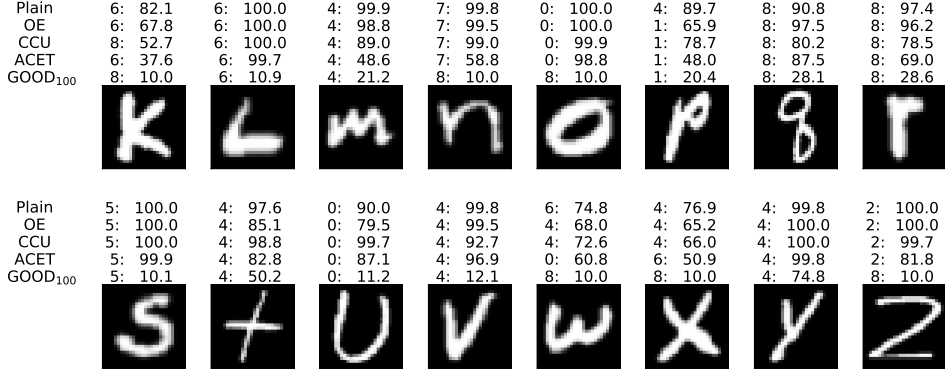 Plain 6: 82.1 6: 100.0 4: 99.9 7: 99.8 0: 100.0 4: 89.7 8: 90.8 8: 97.4
OE 6: 67.8 6: 100.0 4: 98.8 7: 99.5 0: 100.0 1: 65.9 8: 97.5 8: 96.2
CCU 8: 52.7 6: 100.0 4: 89.0 7: 99.0 0: 99.9 1: 78.7 8: 80.2 8: 78.5
ACET 6: 37.6 6: 99.7 4: 48.6 7: 58.8 0: 98.8 1: 48.0 8: 87.5 8: 69.0
GOOD₁₀₀ 8: 10.0 6: 10.9 4: 21.2 8: 10.0 8: 10.0 1: 20.4 8: 28.1 8: 28.6
K L m n o p q r
Plain 5: 100.0 4: 97.6 0: 90.0 4: 99.8 6: 74.8 4: 76.9 4: 99.8 2: 100.0
OE 5: 100.0 4: 85.1 0: 79.5 4: 99.5 4: 68.0 4: 65.2 4: 100.0 2: 100.0
CCU 5: 100.0 4: 98.8 0: 99.7 4: 92.7 4: 72.6 4: 66.0 4: 100.0 2: 99.7
ACET 5: 99.9 4: 82.8 0: 87.1 4: 96.9 0: 60.8 6: 50.9 4: 99.8 2: 81.8
GOOD₁₀₀ 5: 10.1 4: 50.2 0: 11.2 4: 12.1 8: 10.0 8: 10.0 4: 74.8 8: 10.0
S t U V w X y Z